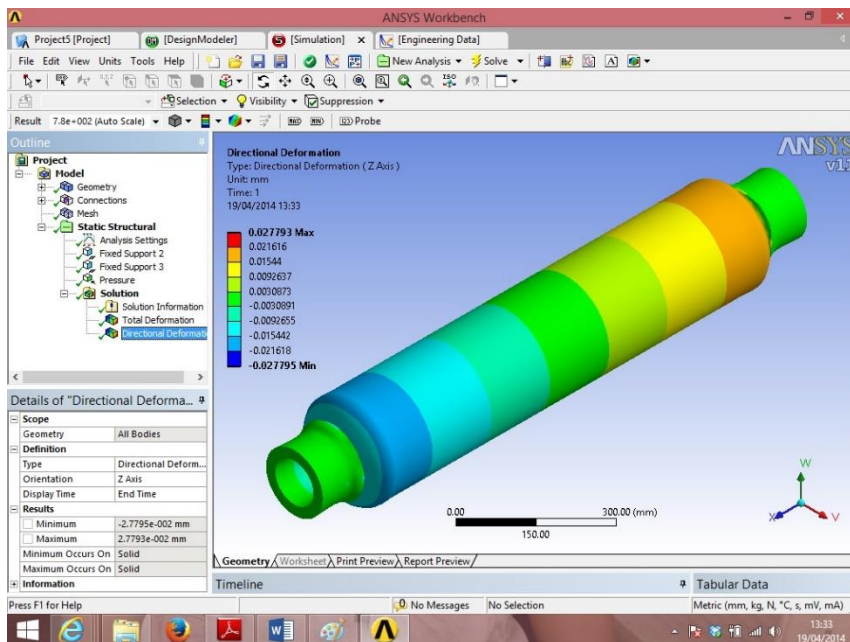 ANSYS Workbench
Project5 [Project]
[DesignModeler]
[Simulation] x
[Engineering Data]
File Edit View Units Tools Help
New Analysis
Solve
Selection
Visibility
Suppression
Result 7.8e+002 (Auto Scale)
MAX
MIN
Probe
Outline
Project
Model
Geometry
Connections
Mesh
Static Structural
Analysis Settings
Fixed Support 2
Fixed Support 3
Pressure
Solution
Solution Information
Total Deformation
Directional Deformati
Details of "Directional Deforma...
Scope
Geometry All Bodies
Definition
Type Directional Deform...
Orientation Z Axis
Display Time End Time
Results
Minimum -2.7795e-002 mm
Maximum 2.7793e-002 mm
Minimum Occurs On Solid
Maximum Occurs On Solid
Information
Directional Deformation
Type: Directional Deformation ( Z Axis )
Unit: mm
Time: 1
19/04/2014 13:33
0.027793 Max
0.021616
0.01544
0.0092637
0.0030873
-0.0030891
-0.0092655
-0.015442
-0.021618
-0.027795 Min
ANSYS
v11
0.00 300.00 (mm)
150.00
W
X V
Geometry Worksheet Print Preview Report Preview
Timeline
Tabular Data
Press F1 for Help
0 No Messages
No Selection
Metric (mm, kg, N, °C, s, mV, mA)
13:33
19/04/2014